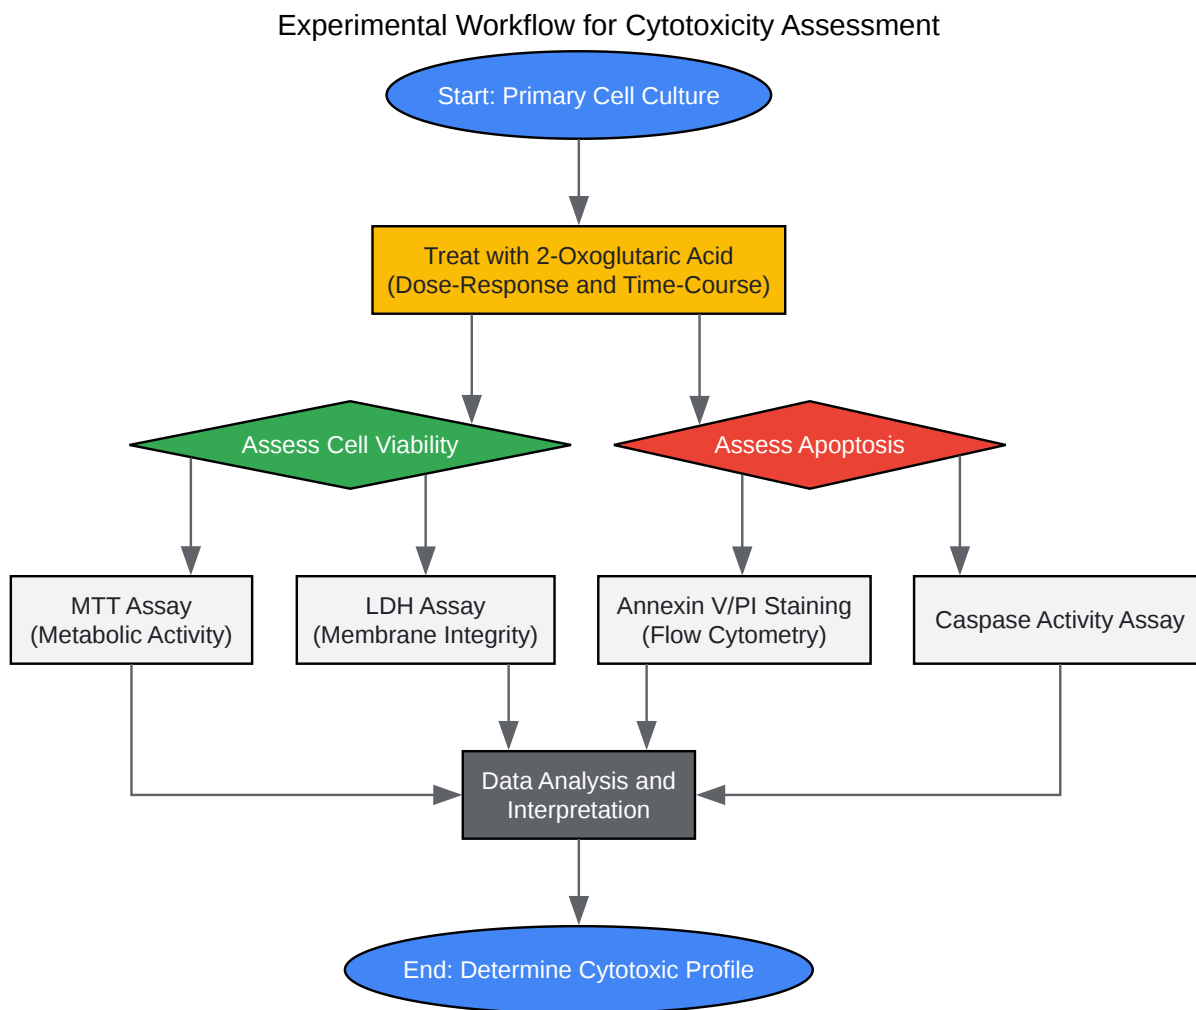 Experimental Workflow for Cytotoxicity Assessment
Start: Primary Cell Culture
Treat with 2-Oxoglutaric Acid
(Dose-Response and Time-Course)
Assess Cell Viability
Assess Apoptosis
MTT Assay
(Metabolic Activity)
LDH Assay
(Membrane Integrity)
Annexin V/PI Staining
(Flow Cytometry)
Caspase Activity Assay
Data Analysis and
Interpretation
End: Determine Cytotoxic Profile